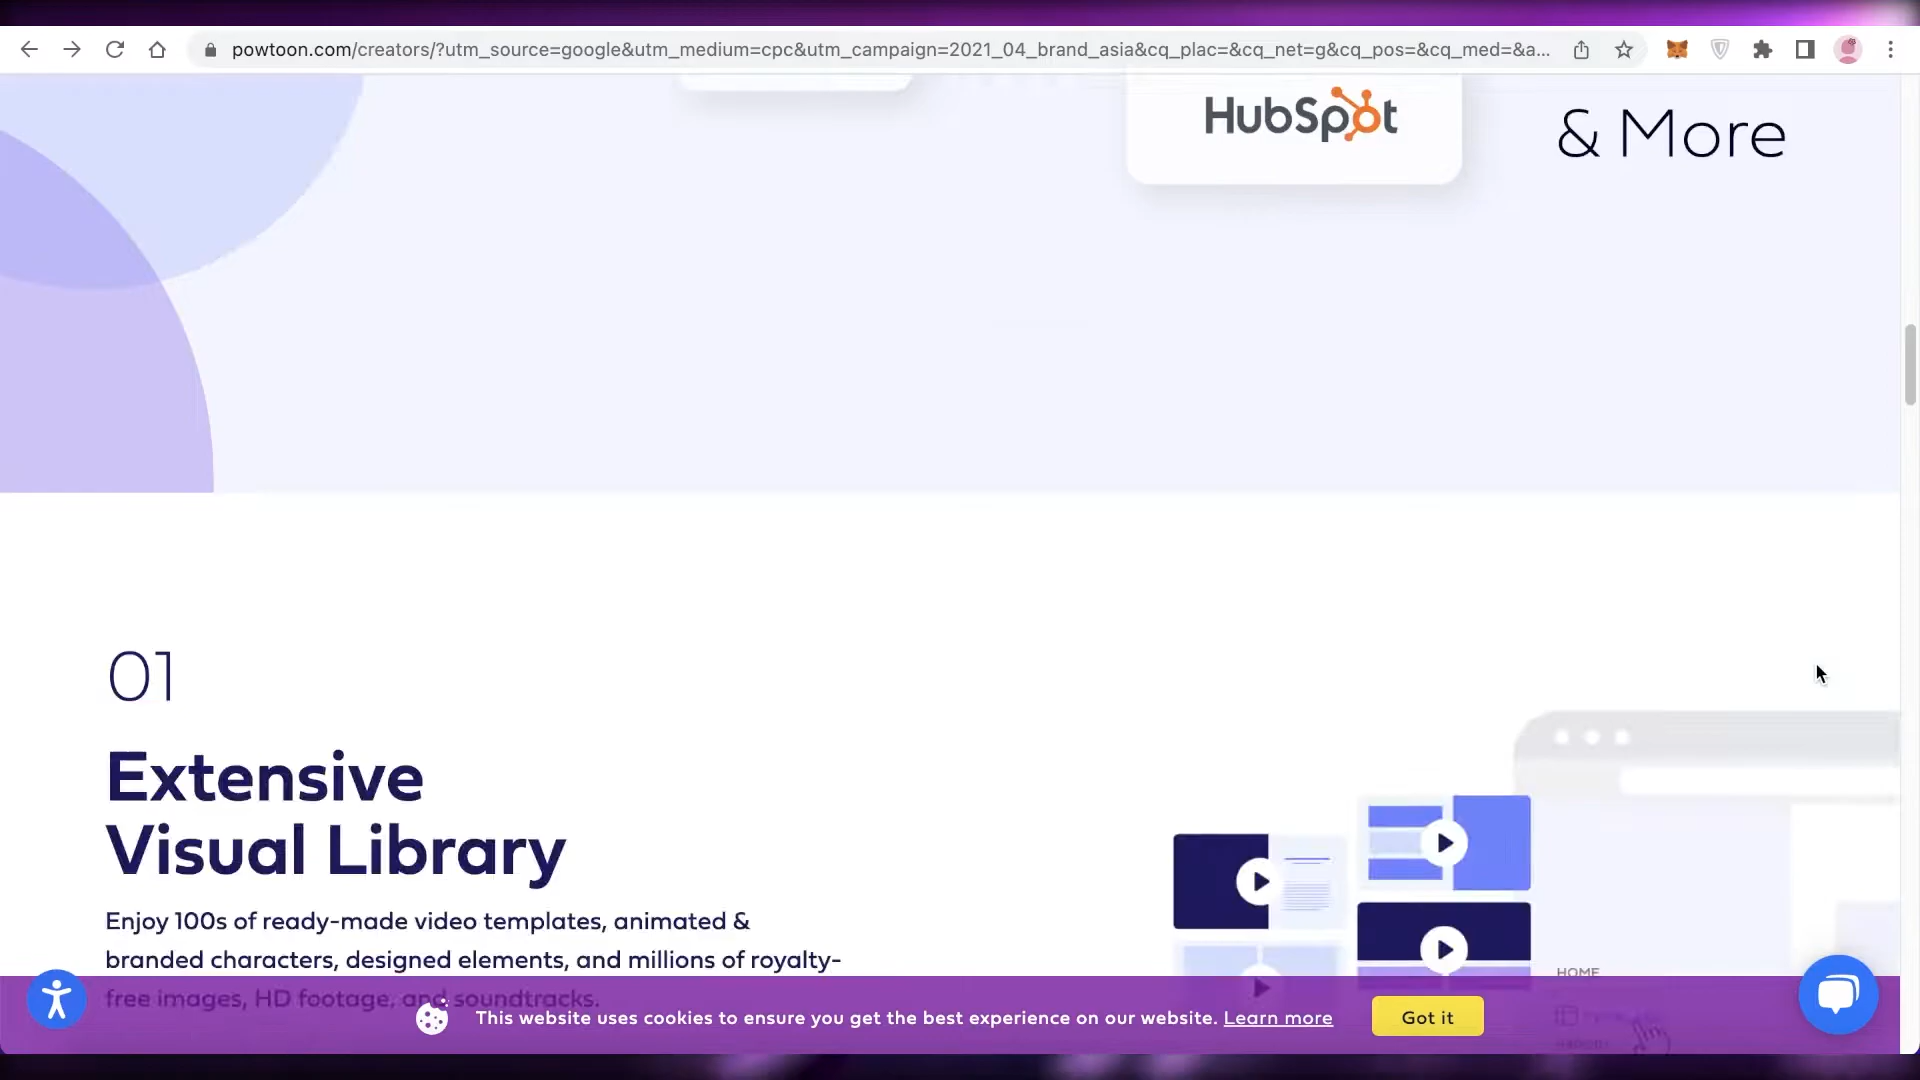 powtoon.com/creators/?utm_source=google&utm_medium=cpc&utm_campaign=2021_04_brand_asia&cq_plac=&cq_net=g&cq_pos=&cq_med=&a...
HubSpot
& More
01
Extensive
Visual Library
Enjoy 100s of ready-made video templates, animated &
branded characters, designed elements, and millions of royalty-
free images, HD footage, and soundtracks.
HOME
This website uses cookies to ensure you get the best experience on our website. Learn more
Got it